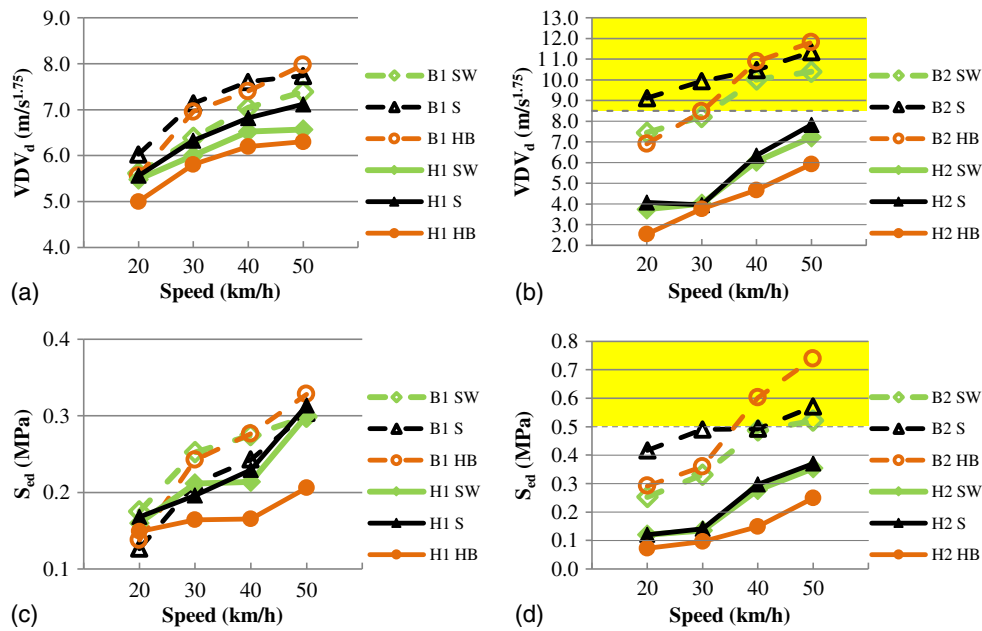 9.0
8.0
7.0
6.0
5.0
4.0
VDVd (m/s1.75)
20 30 40 50
Speed (km/h)
(a)
B1 SW
B1 S
B1 HB
H1 SW
H1 S
H1 HB
13.0
12.0
11.0
10.0
9.0
8.0
7.0
6.0
5.0
4.0
3.0
2.0
VDVd (m/s1.75)
20 30 40 50
Speed (km/h)
(b)
B2 SW
B2 S
B2 HB
H2 SW
H2 S
H2 HB
0.4
0.3
0.2
0.1
Sed (MPa)
20 30 40 50
Speed (km/h)
(c)
B1 SW
B1 S
B1 HB
H1 SW
H1 S
H1 HB
0.8
0.7
0.6
0.5
0.4
0.3
0.2
0.1
0.0
Sed (MPa)
20 30 40 50
Speed (km/h)
(d)
B2 SW
B2 S
B2 HB
H2 SW
H2 S
H2 HB